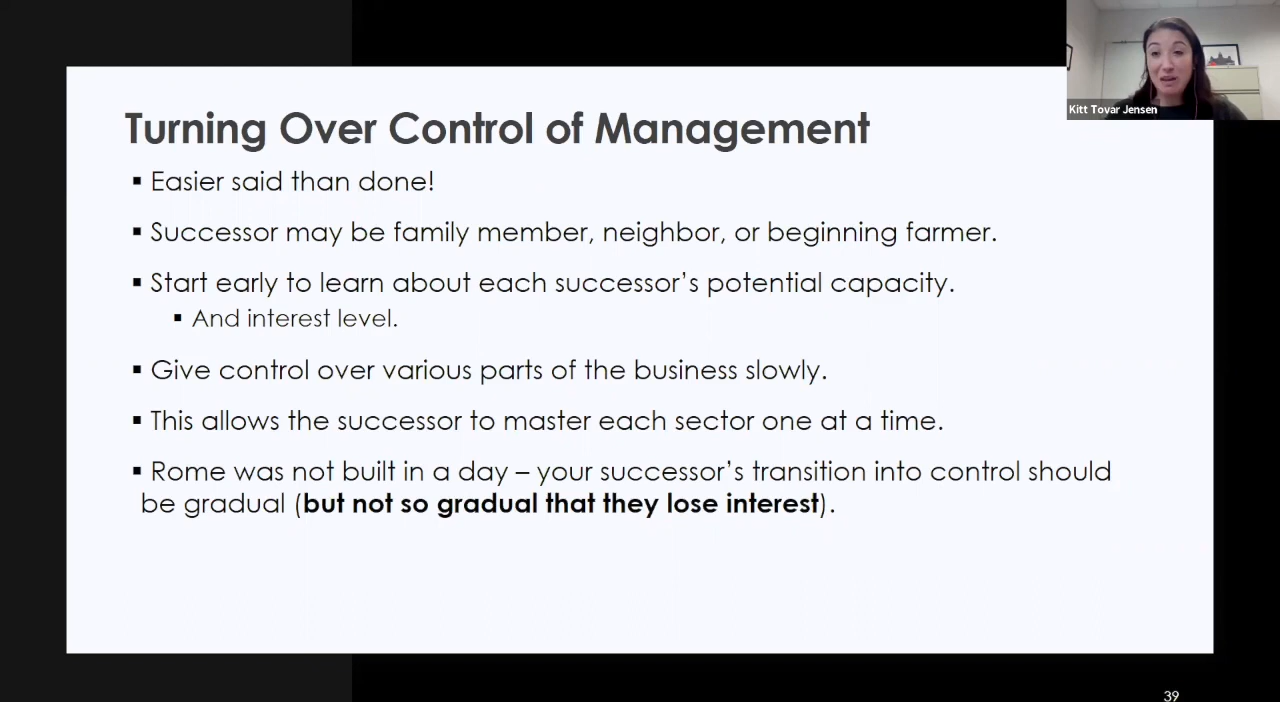 Kitt Tovar Jensen
Turning Over Control of Management
▪ Easier said than done!
▪ Successor may be family member, neighbor, or beginning farmer.
▪ Start early to learn about each successor’s potential capacity.
▪ And interest level.
▪ Give control over various parts of the business slowly.
▪ This allows the successor to master each sector one at a time.
▪ Rome was not built in a day – your successor’s transition into control should
be gradual (but not so gradual that they lose interest).
39